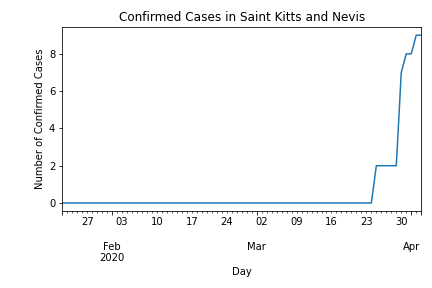 Confirmed Cases in Saint Kitts and Nevis
Number of Confirmed Cases
8
6
4
2
0
27 03 10 17 24 02 09 16 23 30
Feb Mar Apr
2020
Day